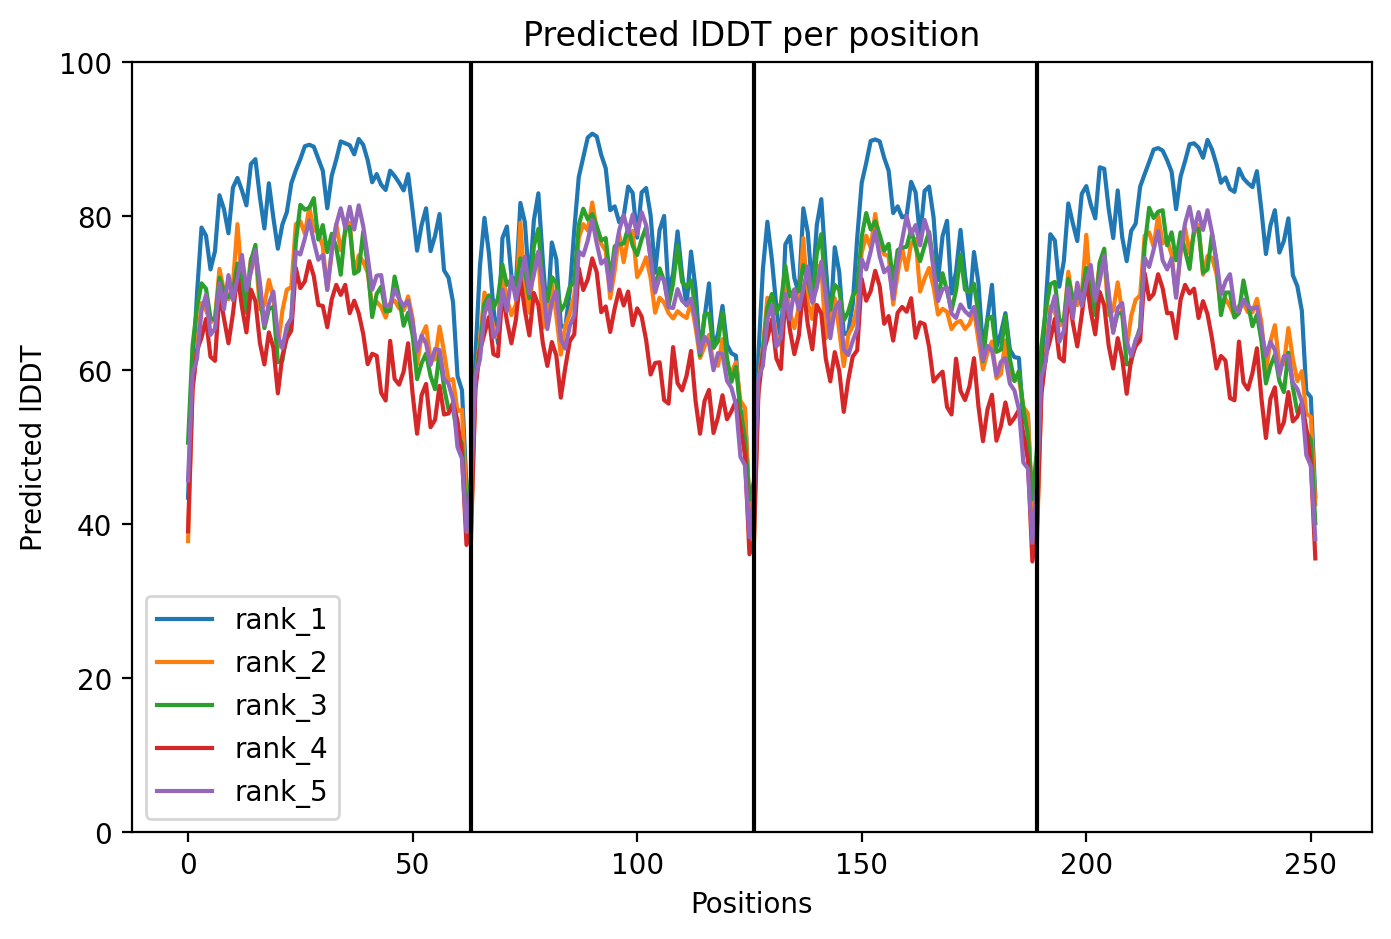 Predicted lDDT per position
Predicted lDDT
100
80
60
40
20
0
rank_1
rank_2
rank_3
rank_4
rank_5
0 50 100 150 200 250
Positions